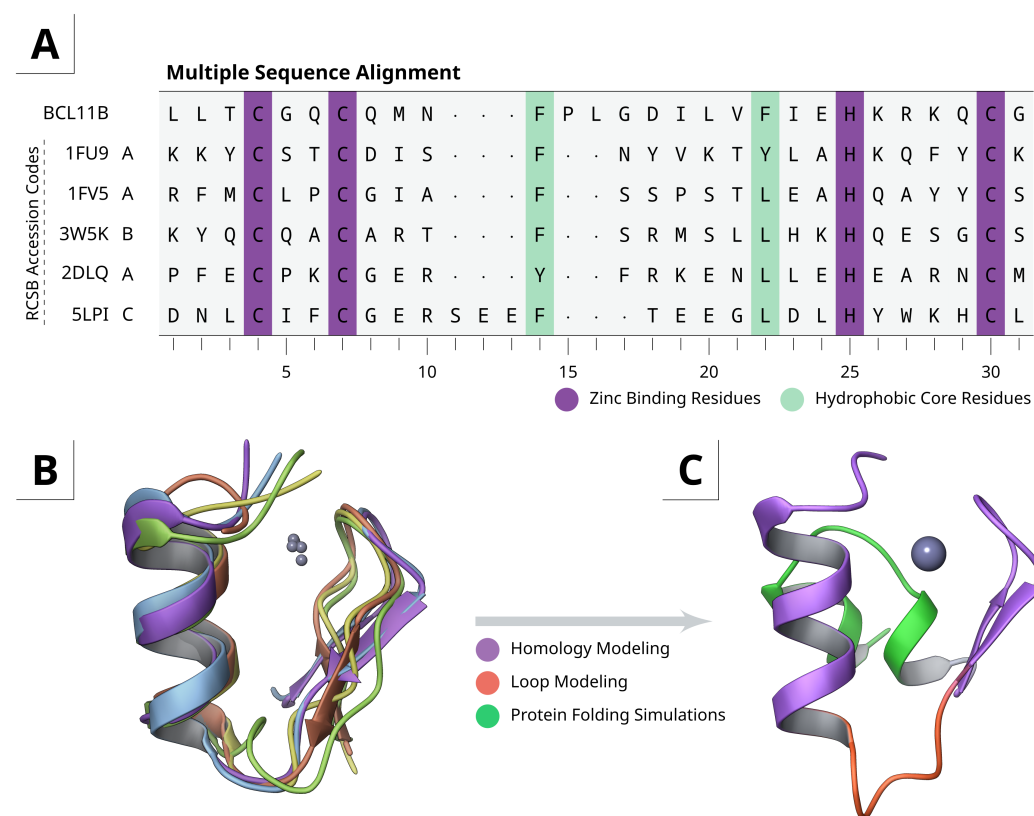 A
Multiple Sequence Alignment
BCL11B L L T C G Q C Q M N · · · F P L G D I L V F I E H K R K Q C G
RCSB Accession Codes
1FU9 A K K Y C S T C D I S · · · F · · N Y V K T Y L A H K Q F Y C K
1FV5 A R F M C L P C G I A · · · F · · S S P S T L E A H Q A Y Y C S
3W5K B K Y Q C Q A C A R T · · · F · · S R M S L L H K H Q E S G C S
2DLQ A P F E C P K C G E R · · · Y · · F R K E N L L E H E A R N C M
5LPI C D N L C I F C G E R S E E F · · · T E E G L D L H Y W K H C L
5 10 15 20 25 30
Zinc Binding Residues Hydrophobic Core Residues
B C
Homology Modeling
Loop Modeling
Protein Folding Simulations